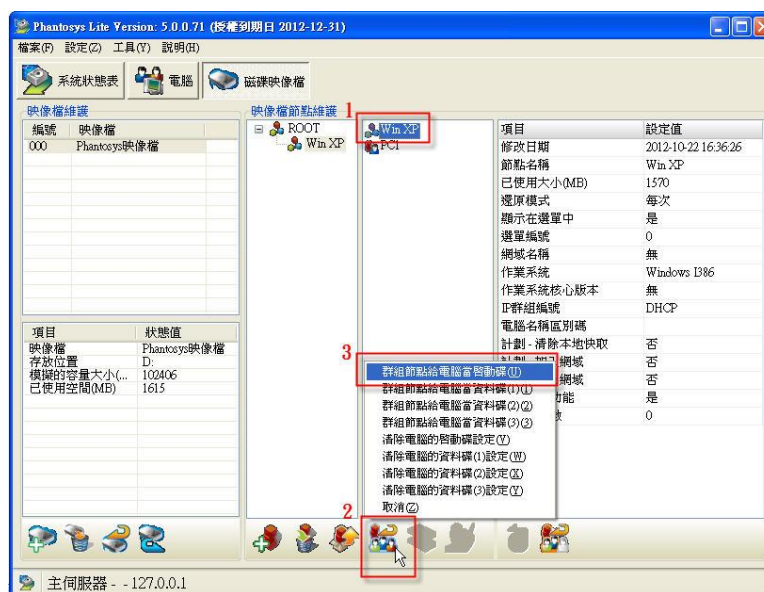 Phantosys Lite Version: 5.0.0.71 (授權到期日 2012-12-31)
檔案(F) 設定(Z) 工具(Y) 說明(H)
系統狀態表 電腦 磁碟映像檔
映像檔維護
編號 映像檔
000 Phantosys映像檔
項目 狀態值
映像檔 Phantosys映像檔
存放位置 D:
模擬的容量大小(... 102406
已使用空間(MB) 1615
映像檔節點維護
1
ROOT
Win XP
Win XP
PC1
項目 設定值
修改日期 2012-10-22 16:36:26
節點名稱 Win XP
已使用大小(MB) 1570
還原模式 每次
顯示在選單中 是
選單編號 0
網域名稱 無
作業系統 Windows I386
作業系統核心版本 無
IP群組編號 DHCP
電腦名稱區別碼
計劃 - 清除本地快取 否
網域 否
網域 否
功能 是
0
3
群組節點給電腦當啓動碟(U)
群組節點給電腦當資料碟(1)(1)
群組節點給電腦當資料碟(2)(2)
群組節點給電腦當資料碟(3)(3)
清除電腦的啓動碟設定(V)
清除電腦的資料碟(1)設定(W)
清除電腦的資料碟(2)設定(X)
清除電腦的資料碟(3)設定(Y)
取消(Z)
2
主伺服器 - - 127.0.0.1